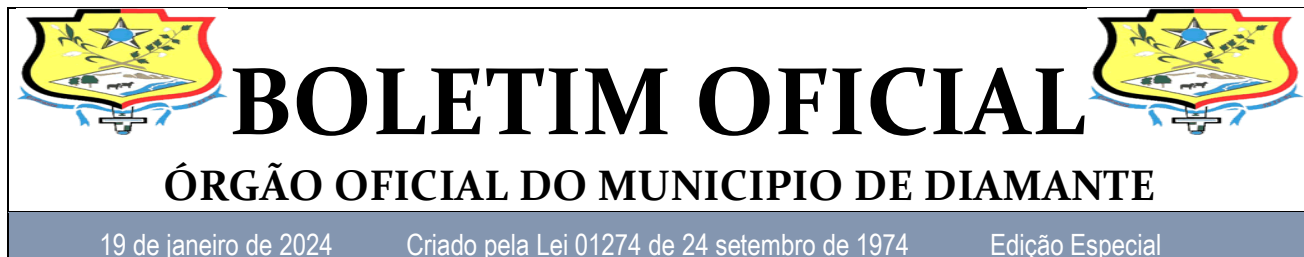 BOLETIM OFICIAL
ÓRGÃO OFICIAL DO MUNICIPIO DE DIAMANTE
19 de janeiro de 2024 Criado pela Lei 01274 de 24 setembro de 1974 Edição Especial